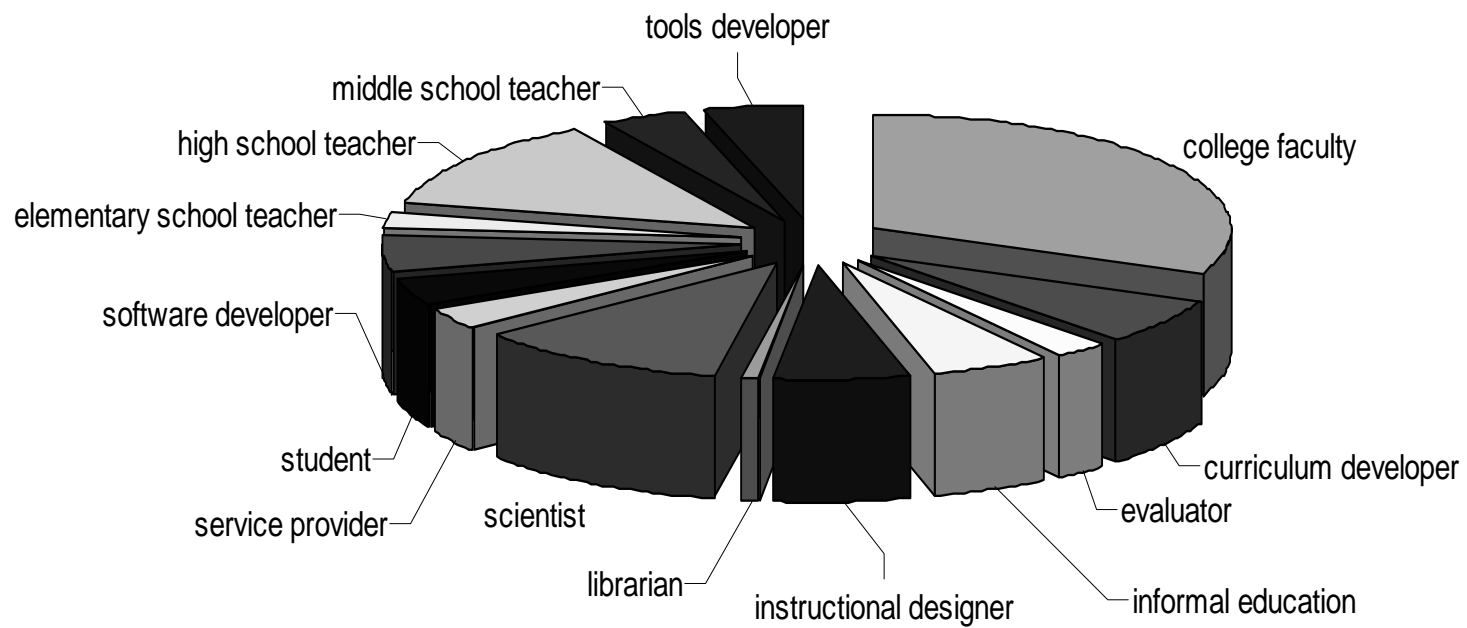 tools developer
middle school teacher
high school teacher
college faculty
elementary school teacher
software developer
student
curriculum developer
evaluator
service provider
scientist
librarian
instructional designer
informal education